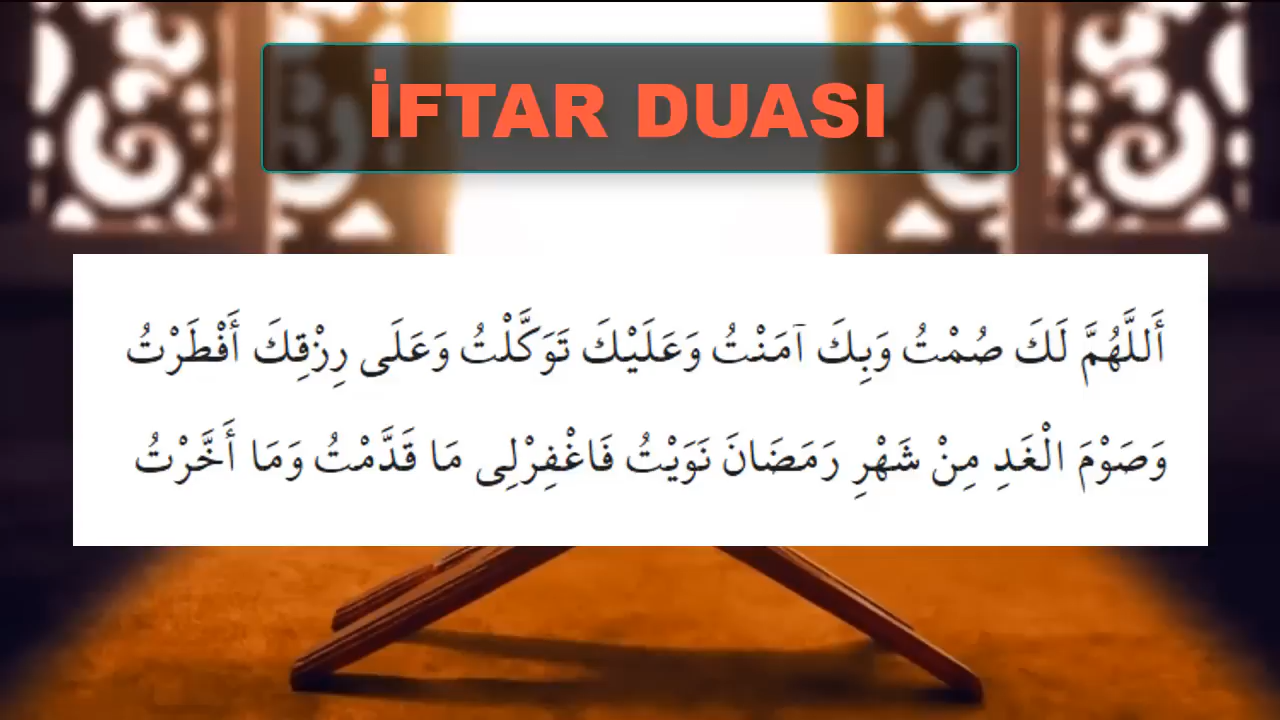 İFTAR DUASI
أَللَّهُمَّ لَكَ صُمْتُ وَبِكَ آمَنْتُ وَعَلَيْكَ تَوَكَّلْتُ وَعَلَى رِزْقِكَ أَفْطَرْتُ
وَصَوْمَ الْغَدِ مِنْ شَهْرِ رَمَضَانَ نَوَيْتُ فَاغْفِرْلِى مَا قَدَّمْتُ وَمَا أَخَّرْتُ